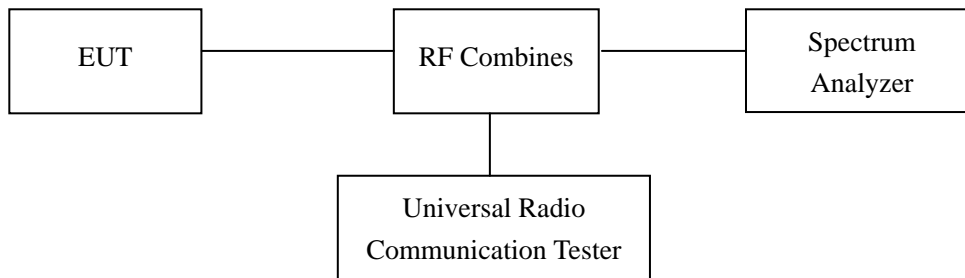 EUT
RF Combines
Spectrum
Analyzer
Universal Radio
Communication Tester